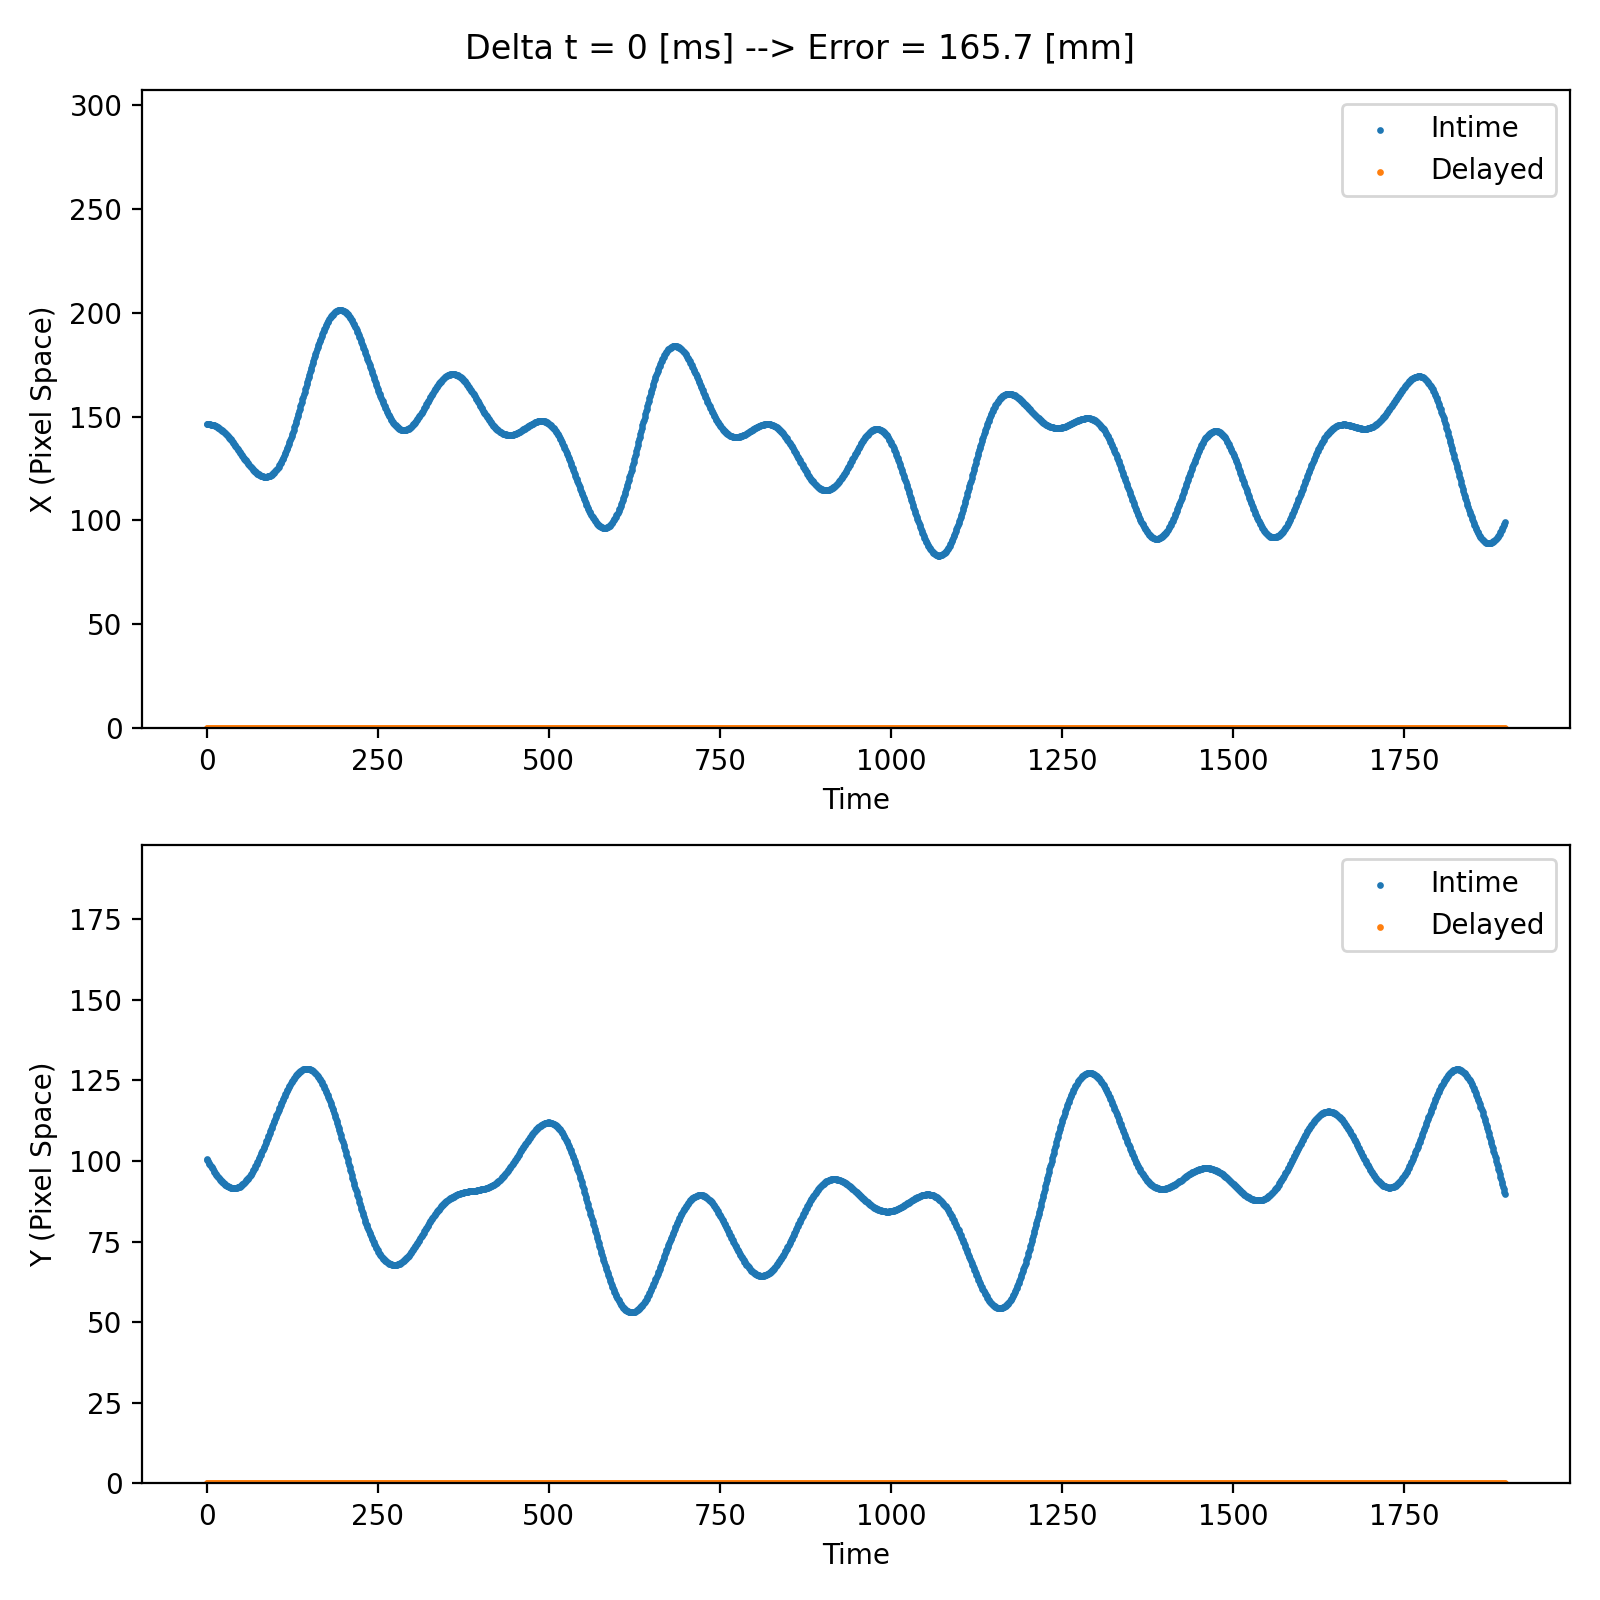 Delta t = 0 [ms] --> Error = 165.7 [mm]
300
250
200
150
100
50
0
X (Pixel Space)
Intime
Delayed
0 250 500 750 1000 1250 1500 1750
Time
175
150
125
100
75
50
25
0
Y (Pixel Space)
Intime
Delayed
0 250 500 750 1000 1250 1500 1750
Time